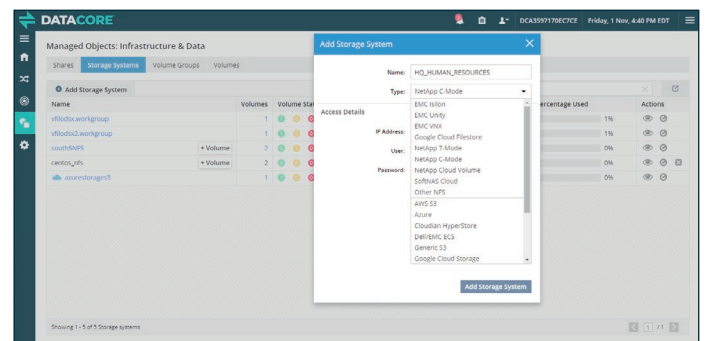 DATACORE
DCA3597170EC7CE Friday, 1 Nov, 4:40 PM EDT
Managed Objects: Infrastructure & Data
Shares Storage Systems Volume Groups Volumes
Add Storage System
Name Volumes Volume Stat ercentage Used Actions
vfilodsx.workgroup 1 1%
vfilodsx2.workgroup 1 1%
+ Volume 2 0%
centos_nfs + Volume 2 0%
azurestorages3 1 0%
Showing 1 - 5 of 5 Storage systems
1 / 1
Add Storage System
Name: HQ_HUMAN_RESOURCES
Type: NetApp C-Mode
Access Details
IP Address:
User:
Password:
EMC Isilon
EMC Unity
EMC VNX
Google Cloud Filestore
NetApp 7-Mode
NetApp C-Mode
NetApp Cloud Volume
SoftNAS Cloud
Other NFS
AWS S3
Azure
Cloudian HyperStore
Dell/EMC ECS
Generic S3
Google Cloud Storage
Add Storage System